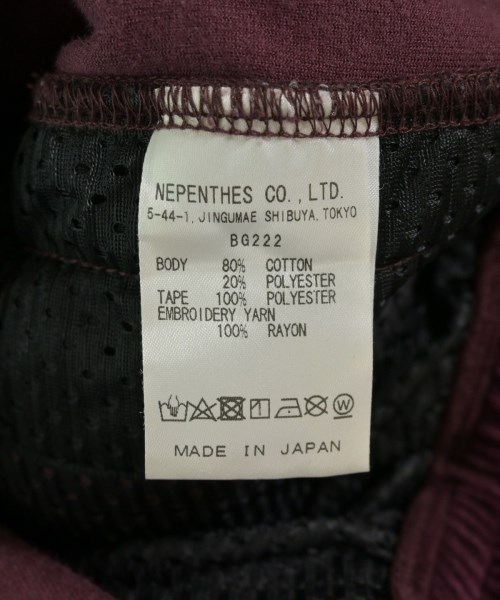 NEPENTHES CO.,LTD.
5-44-1, JINGUMAE SHIBUYA, TOKYO
BG222
BODY 80% COTTON
20% POLYESTER
TAPE 100% POLYESTER
EMBROIDERY YARN
100% RAYON
W
MADE IN JAPAN